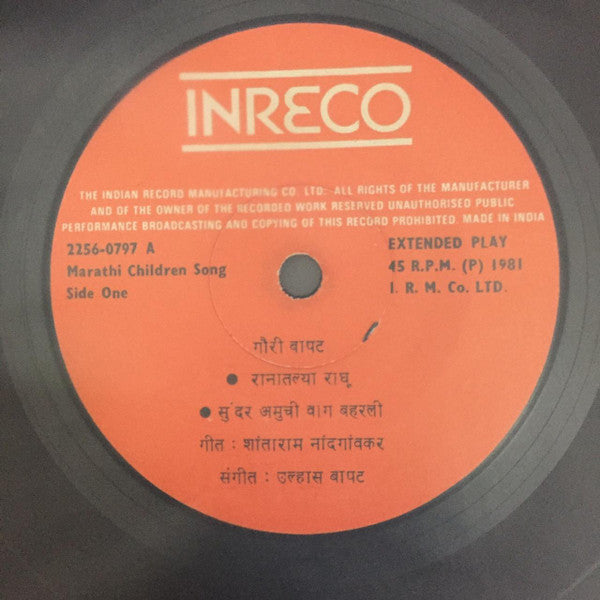 INRECO
THE INDIAN RECORD MANUFACTURING CO. LTD. ALL RIGHTS OF THE MANUFACTURER
AND OF THE OWNER OF THE RECORDED WORK RESERVED UNAUTHORISED PUBLIC
PERFORMANCE BROADCASTING AND COPYING OF THIS RECORD PROHIBITED. MADE IN INDIA
2256-0797 A
Marathi Children Song
Side One
EXTENDED PLAY
45 R.P.M. (P) 1981
I. R. M. Co. LTD.
गौरी बापट
● रानातल्या राघू
● सुंदर अमुची वाग बहरली
गीत : शांताराम नांदगांवकर
संगीत : उल्हास बापट